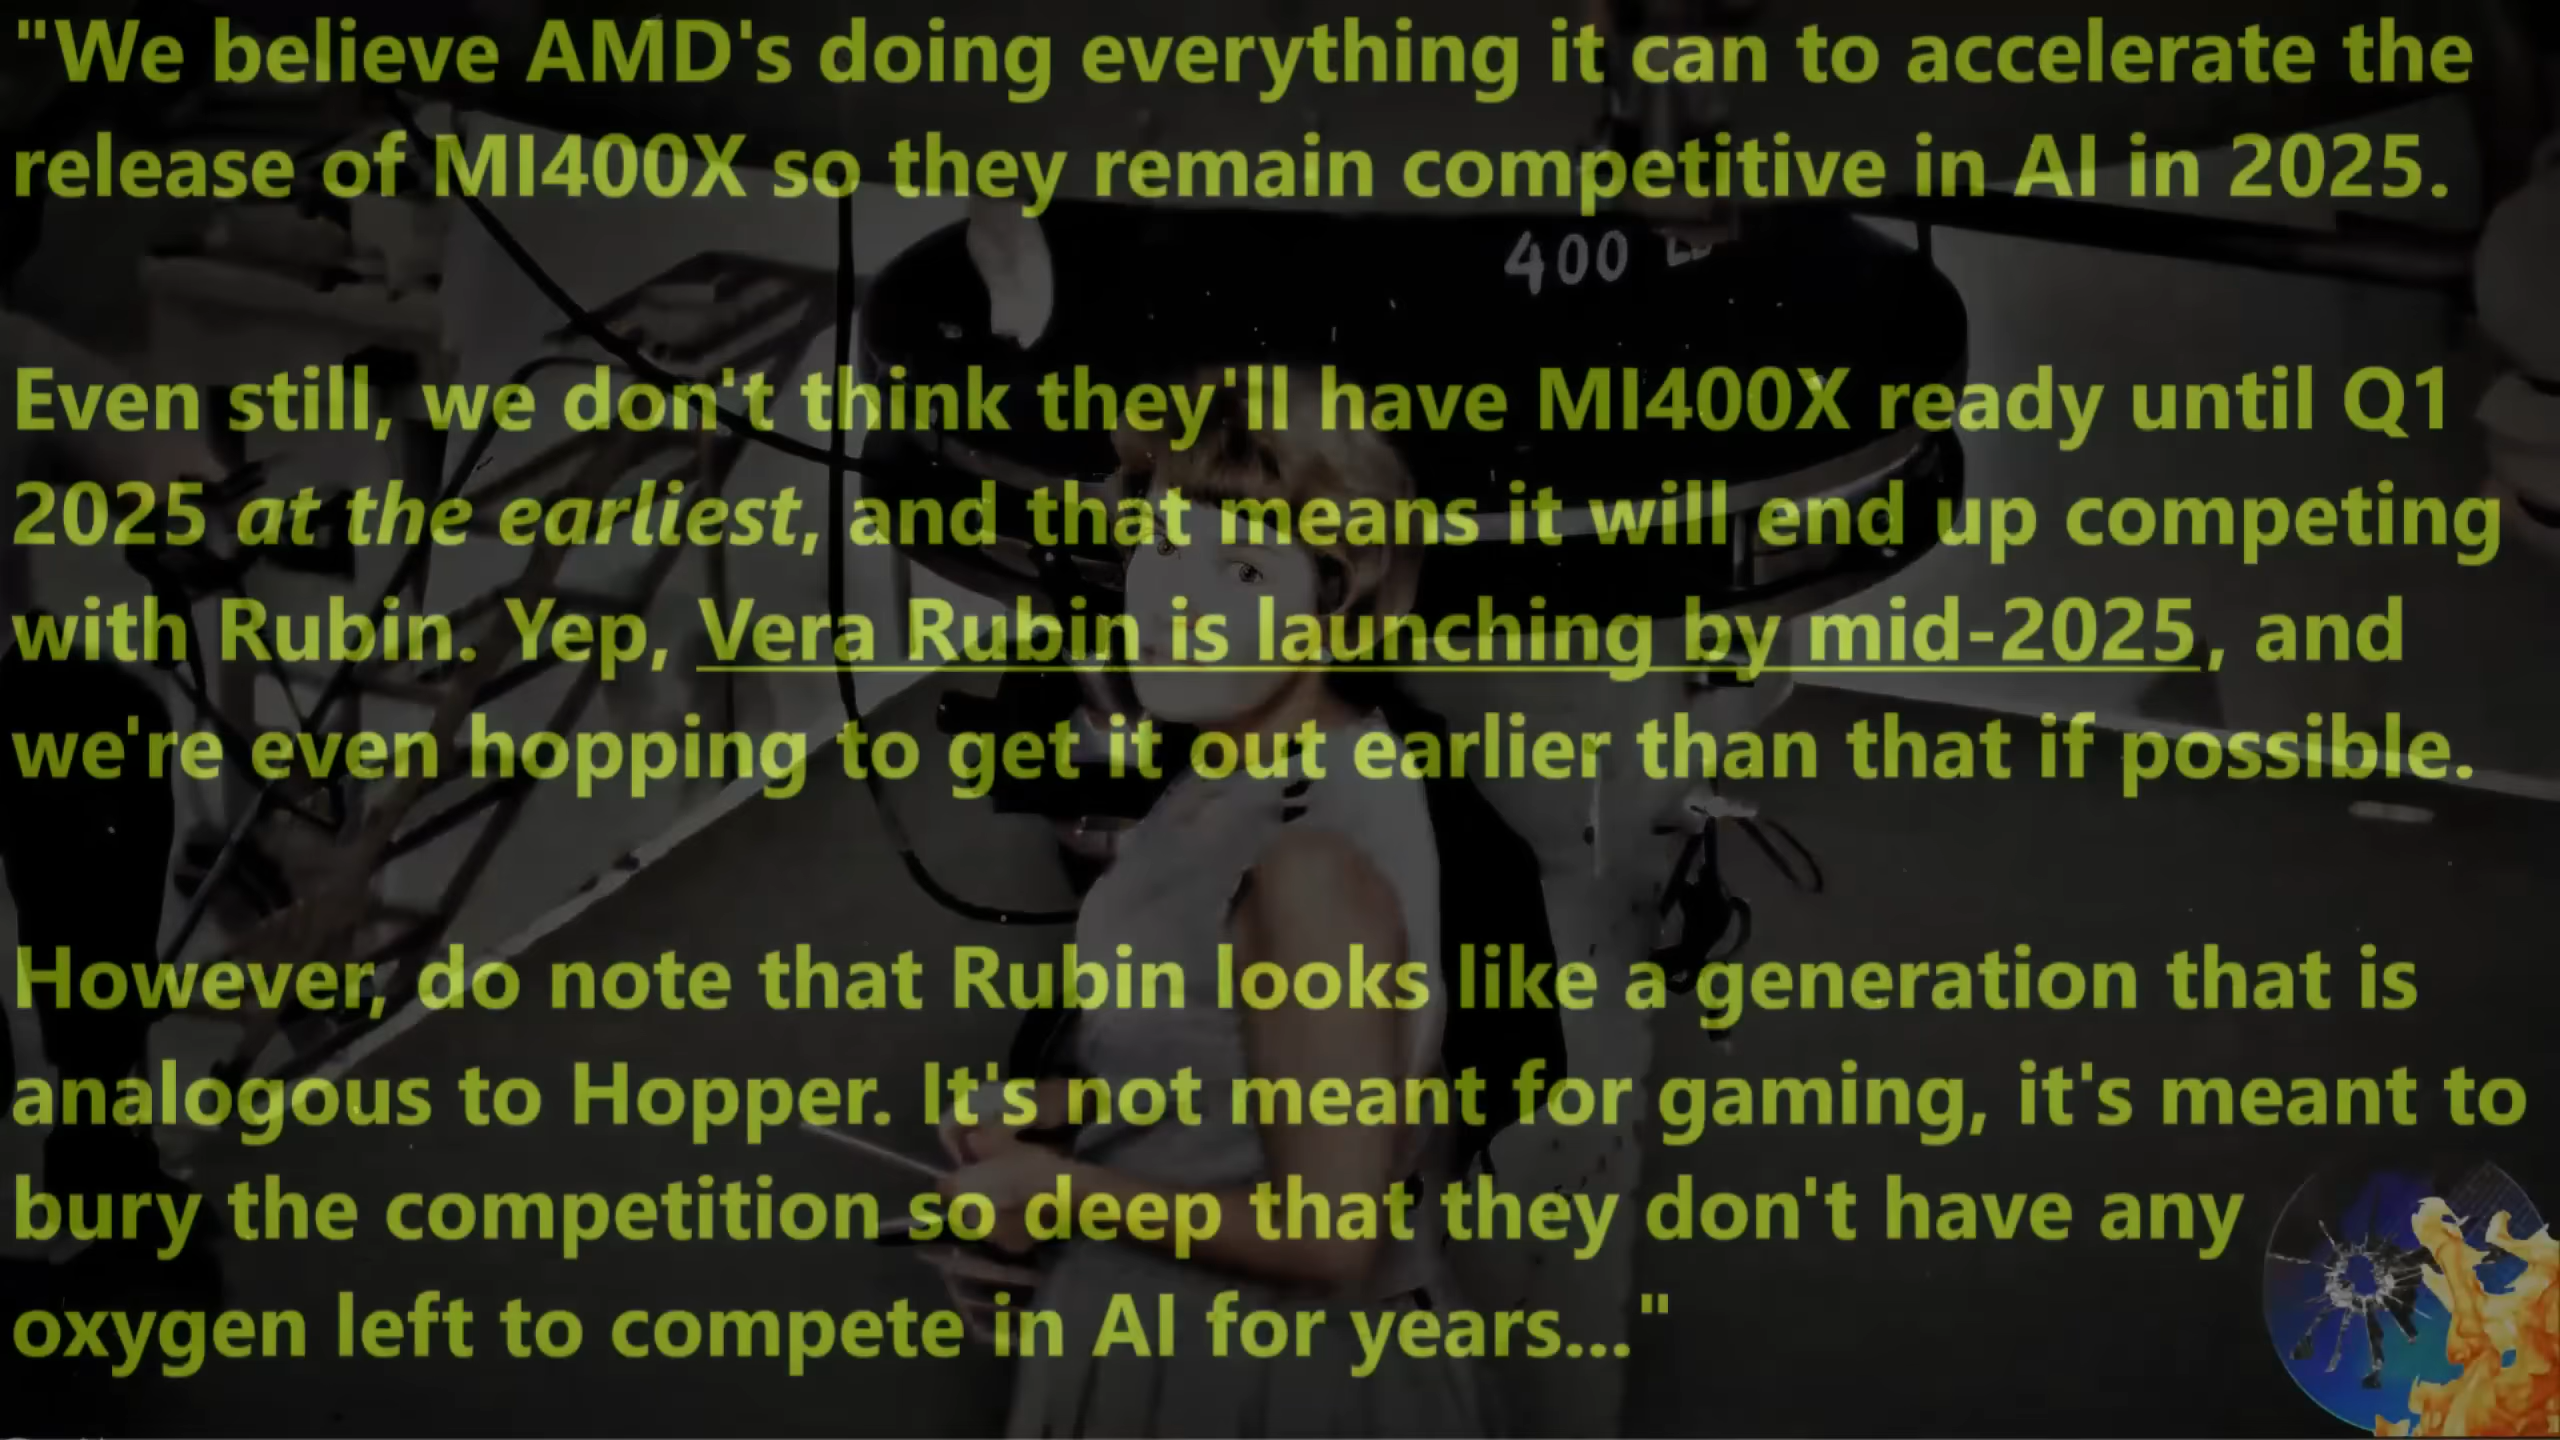 "We believe AMD's doing everything it can to accelerate the
release of MI400X so they remain competitive in AI in 2025.
400 LB
Even still, we don't think they'll have MI400X ready until Q1
2025 at the earliest, and that means it will end up competing
with Rubin. Yep, Vera Rubin is launching by mid-2025, and
we're even hopping to get it out earlier than that if possible.
However, do note that Rubin looks like a generation that is
analogous to Hopper. It's not meant for gaming, it's meant to
bury the competition so deep that they don't have any
oxygen left to compete in AI for years..."